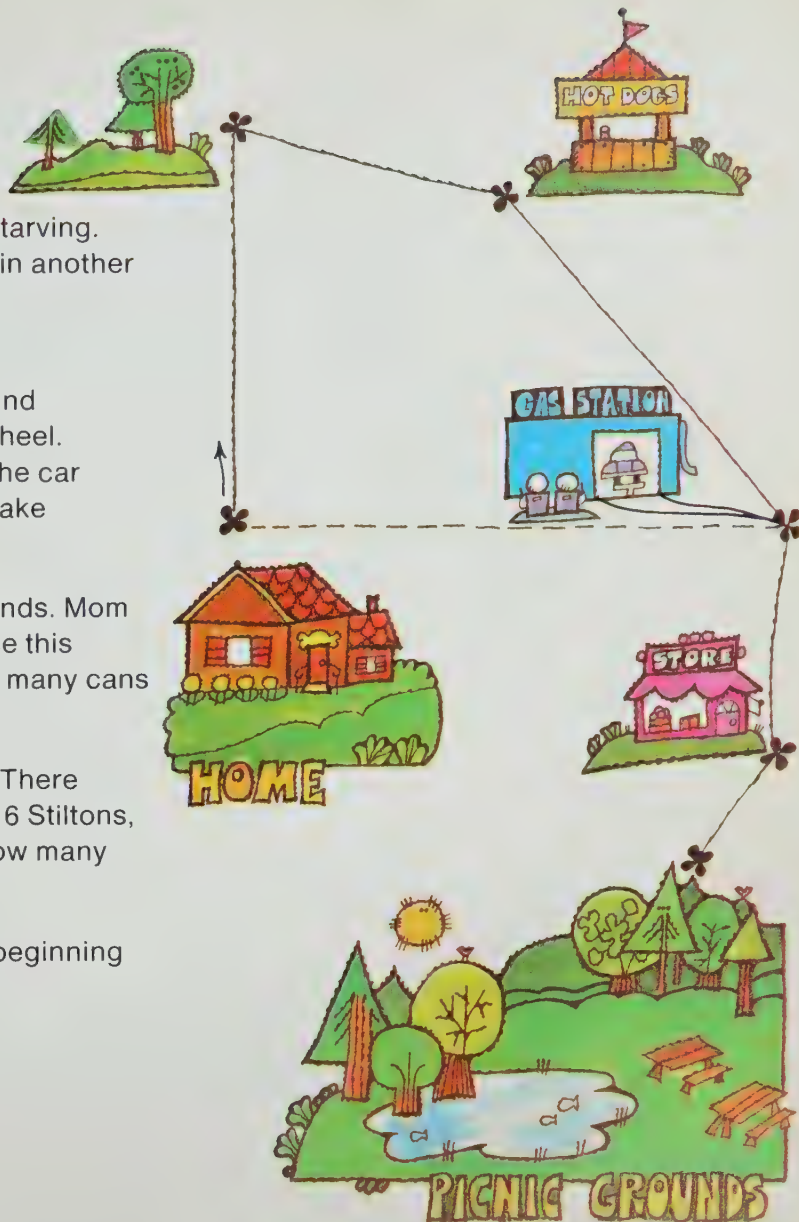 HOT DOGS
tarving.
in another
GAS STATION
nd
heel.
he car
ake
nds. Mom
e this
many cans
STORE
HOME
There
6 Stiltons,
ow many
beginning
PICNIC GROUNDS